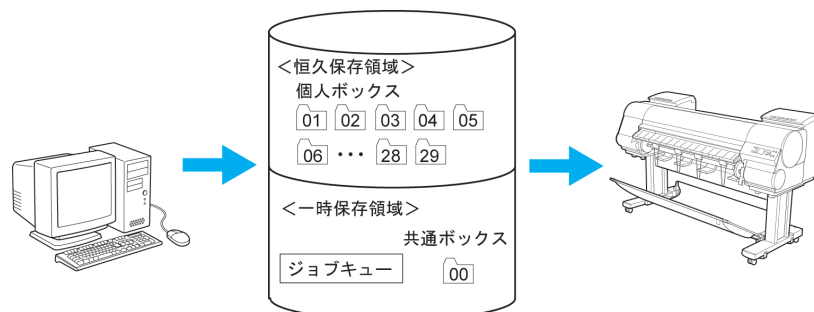 ＜恒久保存領域＞
個人ボックス
01 02 03 04 05
06 ･･･ 28 29
＜一時保存領域＞
共通ボックス
ジョブキュー 00